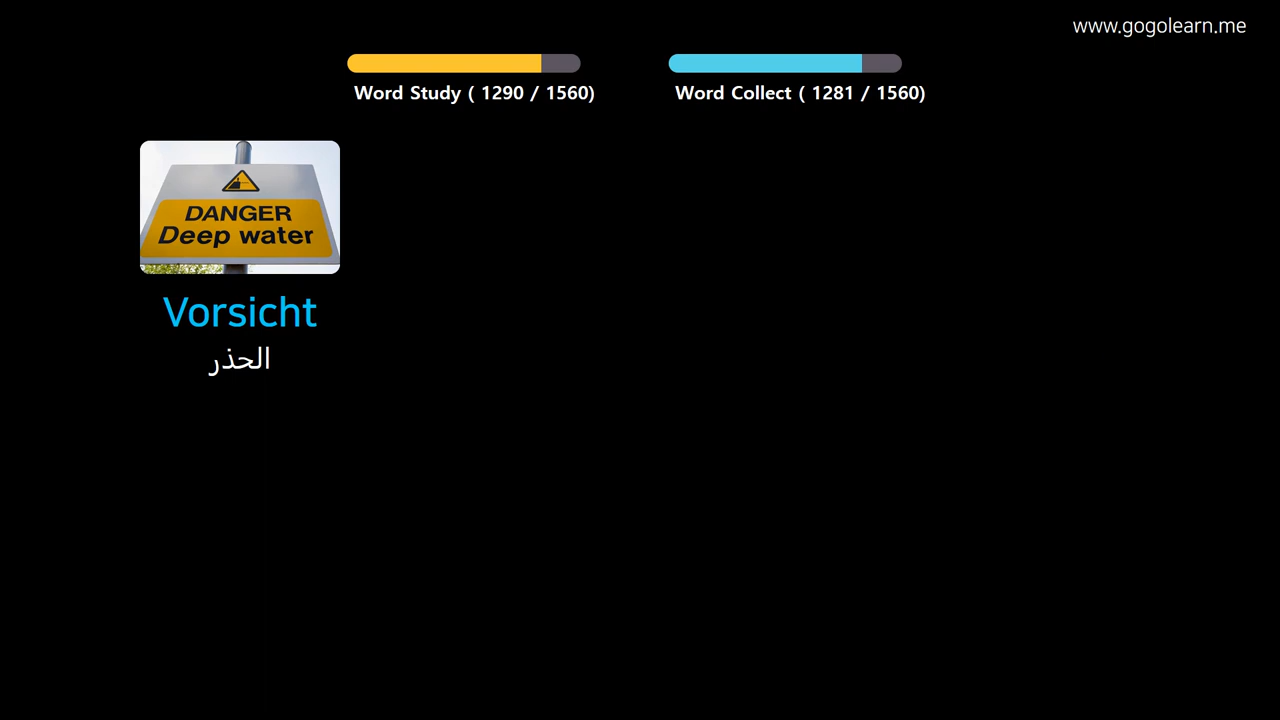 www.gogolearn.me
Word Study ( 1290 / 1560)
Word Collect ( 1281 / 1560)
DANGER
Deep water
Vorsicht
الحذر